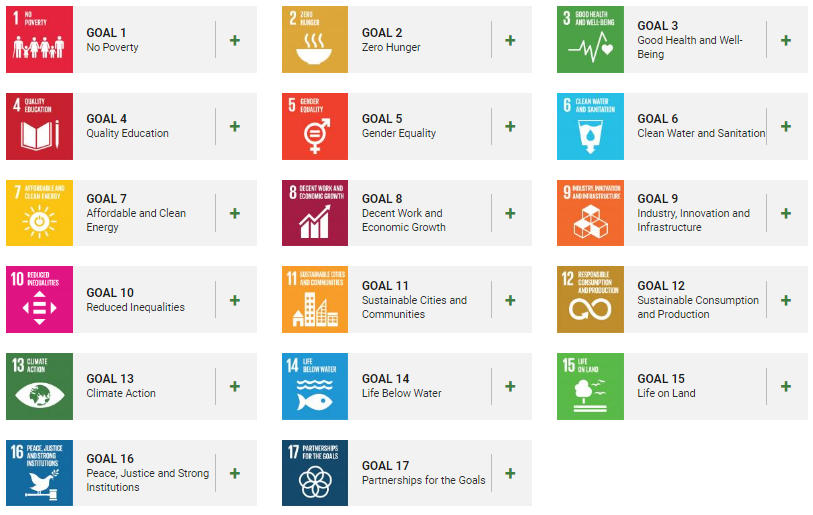 1 NO
POVERTY
GOAL 1
No Poverty
+
2 ZERO
HUNGER
GOAL 2
Zero Hunger
+
3 GOOD HEALTH
AND WELL-BEING
GOAL 3
Good Health and Well-
Being
+
4 QUALITY
EDUCATION
GOAL 4
Quality Education
+
5 GENDER
EQUALITY
GOAL 5
Gender Equality
+
6 CLEAN WATER
AND SANITATION
GOAL 6
Clean Water and Sanitation
+
7 AFFORDABLE AND
CLEAN ENERGY
GOAL 7
Affordable and Clean
Energy
+
8 DECENT WORK AND
ECONOMIC GROWTH
GOAL 8
Decent Work and
Economic Growth
+
9 INDUSTRY, INNOVATION
AND INFRASTRUCTURE
GOAL 9
Industry, Innovation and
Infrastructure
+
10 REDUCED
INEQUALITIES
GOAL 10
Reduced Inequalities
+
11 SUSTAINABLE CITIES
AND COMMUNITIES
GOAL 11
Sustainable Cities and
Communities
+
12 RESPONSIBLE
CONSUMPTION
AND PRODUCTION
GOAL 12
Sustainable Consumption
and Production
+
13 CLIMATE
ACTION
GOAL 13
Climate Action
+
14 LIFE
BELOW WATER
GOAL 14
Life Below Water
+
15 LIFE
ON LAND
GOAL 15
Life on Land
+
16 PEACE, JUSTICE
AND STRONG
INSTITUTIONS
GOAL 16
Peace, Justice and Strong
Institutions
+
17 PARTNERSHIPS
FOR THE GOALS
GOAL 17
Partnerships for the Goals
+